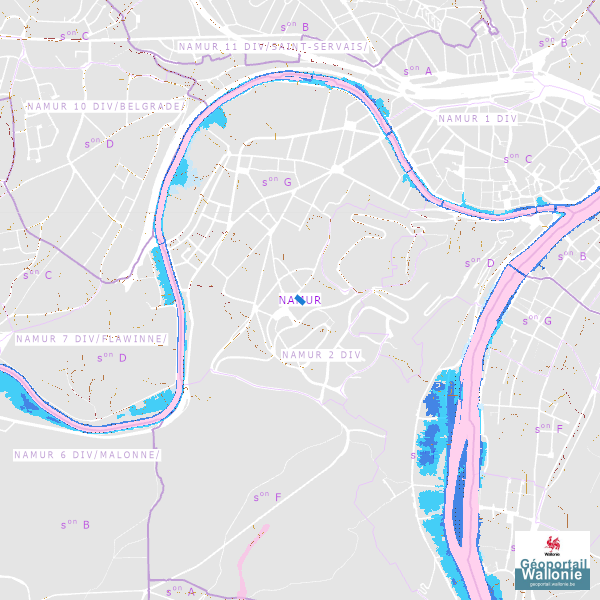 sᵒⁿ B
sᵒⁿ C
NAMUR 11 DIV/SAINT-SERVAIS/
sᵒⁿ B
sᵒⁿ A
NAMUR 10 DIV/BELGRADE/
NAMUR 1 DIV
sᵒⁿ D
sᵒⁿ C
sᵒⁿ G
sᵒⁿ B
sᵒⁿ D
sᵒⁿ C
NAMUR
sᵒⁿ G
NAMUR 7 DIV/FLAWINNE/
sᵒⁿ D
NAMUR 2 DIV
sᵒⁿ F
NAMUR 6 DIV/MALONNE/
sᵒⁿ F
sᵒⁿ B
Wallonie
Géoportail
Wallonie
geoportail.wallonie.be
sᵒⁿ A